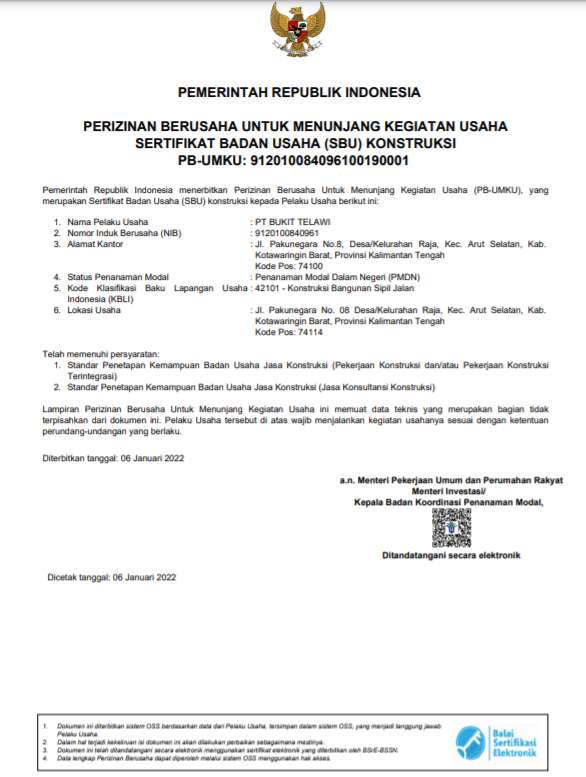 PEMERINTAH REPUBLIK INDONESIA
PERIZINAN BERUSAHA UNTUK MENUNJANG KEGIATAN USAHA
SERTIFIKAT BADAN USAHA (SBU) KONSTRUKSI
PB-UMKU: 912010084096100190001
Pemerintah Republik Indonesia menerbitkan Perizinan Berusaha Untuk Menunjang Kegiatan Usaha (PB-UMKU), yang
merupakan Sertifikat Badan Usaha (SBU) konstruksi kepada Pelaku Usaha berikut ini:
1. Nama Pelaku Usaha : PT BUKIT TELAWI
2. Nomor Induk Berusaha (NIB) : 9120100840961
3. Alamat Kantor : Jl. Pakunegara No.8, Desa/Kelurahan Raja, Kec. Arut Selatan, Kab.
Kotawaringin Barat, Provinsi Kalimantan Tengah
Kode Pos: 74100
4. Status Penanaman Modal : Penanaman Modal Dalam Negeri (PMDN)
5. Kode Klasifikasi Baku Lapangan Usaha : 42101 - Konstruksi Bangunan Sipil Jalan
Indonesia (KBLI)
6. Lokasi Usaha : Jl. Pakunegara No. 08 Desa/Kelurahan Raja, Kec. Arut Selatan, Kab.
Kotawaringin Barat, Provinsi Kalimantan Tengah
Kode Pos: 74114
Telah memenuhi persyaratan:
1. Standar Penetapan Kemampuan Badan Usaha Jasa Konstruksi (Pekerjaan Konstruksi dan/atau Pekerjaan Konstruksi
Terintegrasi)
2. Standar Penetapan Kemampuan Badan Usaha Jasa Konstruksi (Jasa Konsultansi Konstruksi)
Lampiran Perizinan Berusaha Untuk Menunjang Kegiatan Usaha ini memuat data teknis yang merupakan bagian tidak
terpisahkan dari dokumen ini. Pelaku Usaha tersebut di atas wajib menjalankan kegiatan usahanya sesuai dengan ketentuan
perundang-undangan yang berlaku.
Diterbitkan tanggal: 06 Januari 2022
a.n. Menteri Pekerjaan Umum dan Perumahan Rakyat
Menteri Investasi/
Kepala Badan Koordinasi Penanaman Modal,
Ditandatangani secara elektronik
Dicetak tanggal: 06 Januari 2022
1. Dokumen ini diterbitkan sistem OSS berdasarkan data dari Pelaku Usaha, tersimpan dalam sistem OSS, yang menjadi tanggung jawab
Pelaku Usaha.
2. Dalam hal terjadi kekeliruan isi dokumen ini akan dilakukan perbaikan sebagaimana mestinya.
3. Dokumen ini telah ditandatangani secara elektronik menggunakan sertifikat elektronik yang diterbitkan oleh BSrE-BSSN.
4. Data lengkap Perizinan Berusaha dapat diperoleh melalui sistem OSS menggunakan hak akses.
Balai
Sertifikasi
Elektronik